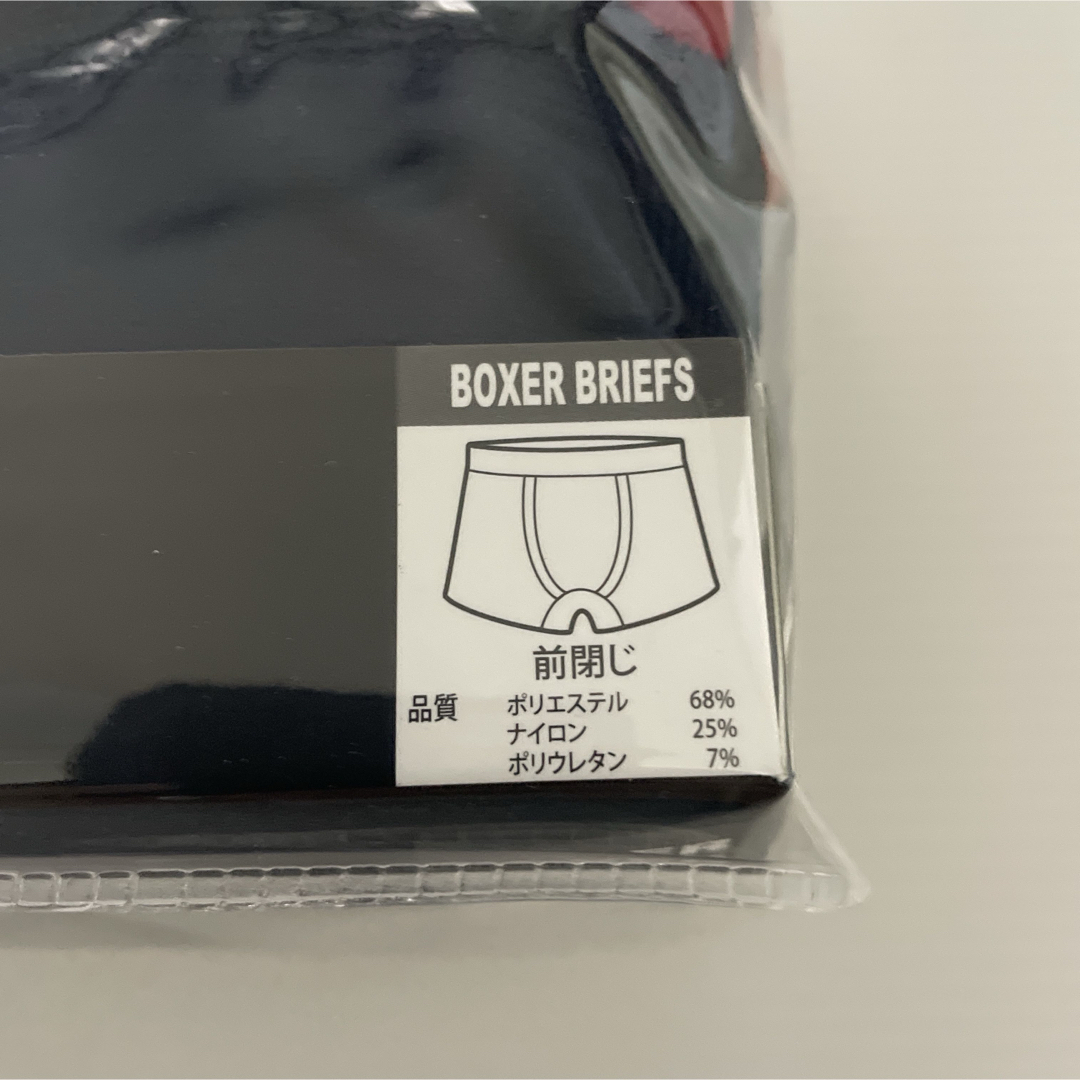 BOXER BRIEFS
前閉じ
品質 ポリエステル 68%
ナイロン 25%
ポリウレタン 7%